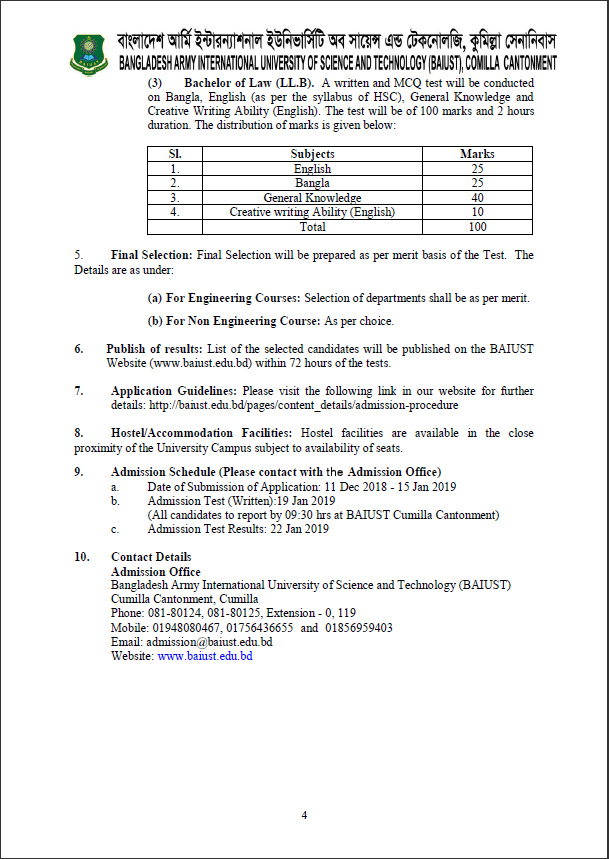 বাংলাদেশ আর্মি ইন্টারন্যাশনাল ইউনিভার্সিটি অব সায়েন্স এন্ড টেকনোলজি, কুমিল্লা সেনানিবাস
BANGLADESH ARMY INTERNATIONAL UNIVERSITY OF SCIENCE AND TECHNOLOGY (BAIUST), COMILLA CANTONMENT
(3) Bachelor of Law (LL.B). A written and MCQ test will be conducted
on Bangla, English (as per the syllabus of HSC), General Knowledge and
Creative Writing Ability (English). The test will be of 100 marks and 2 hours
duration. The distribution of marks is given below:
Sl. Subjects Marks
1. English 25
2. Bangla 25
3. General Knowledge 40
4. Creative writing Ability (English) 10
Total 100
5. Final Selection: Final Selection will be prepared as per merit basis of the Test. The
Details are as under:
(a) For Engineering Courses: Selection of departments shall be as per merit.
(b) For Non Engineering Course: As per choice.
6. Publish of results: List of the selected candidates will be published on the BAIUST
Website (www.baiust.edu.bd) within 72 hours of the tests.
7. Application Guidelines: Please visit the following link in our website for further
details: http://baiust.edu.bd/pages/content_details/admission-procedure
8. Hostel/Accommodation Facilities: Hostel facilities are available in the close
proximity of the University Campus subject to availability of seats.
9. Admission Schedule (Please contact with the Admission Office)
a. Date of Submission of Application: 11 Dec 2018 - 15 Jan 2019
b. Admission Test (Written):19 Jan 2019
(All candidates to report by 09:30 hrs at BAIUST Cumilla Cantonment)
c. Admission Test Results: 22 Jan 2019
10. Contact Details
Admission Office
Bangladesh Army International University of Science and Technology (BAIUST)
Cumilla Cantonment, Cumilla
Phone: 081-80124, 081-80125, Extension - 0, 119
Mobile: 01948080467, 01756436655 and 01856959403
Email: admission@baiust.edu.bd
Website: www.baiust.edu.bd
4